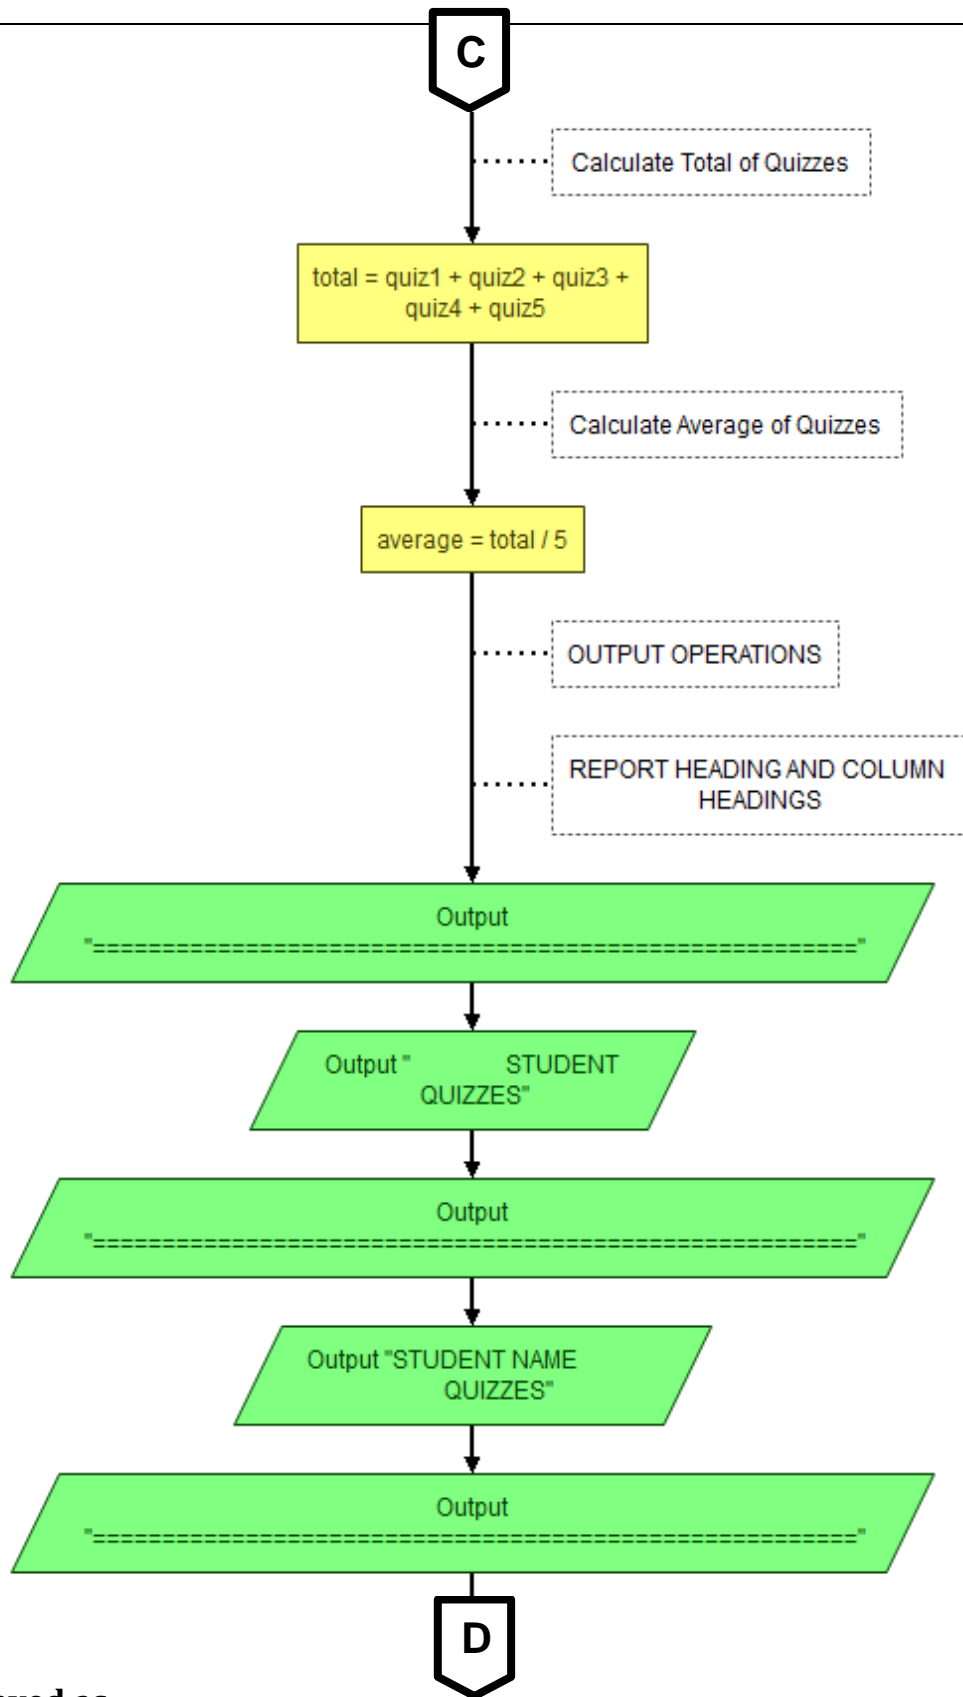 C
Calculate Total of Quizzes
total = quiz1 + quiz2 + quiz3 +
quiz4 + quiz5
Calculate Average of Quizzes
average = total / 5
OUTPUT OPERATIONS
REPORT HEADING AND COLUMN
HEADINGS
Output
"======================================================="
Output "                STUDENT
QUIZZES"
Output
"======================================================="
Output "STUDENT NAME
QUIZZES"
Output
"======================================================="
D